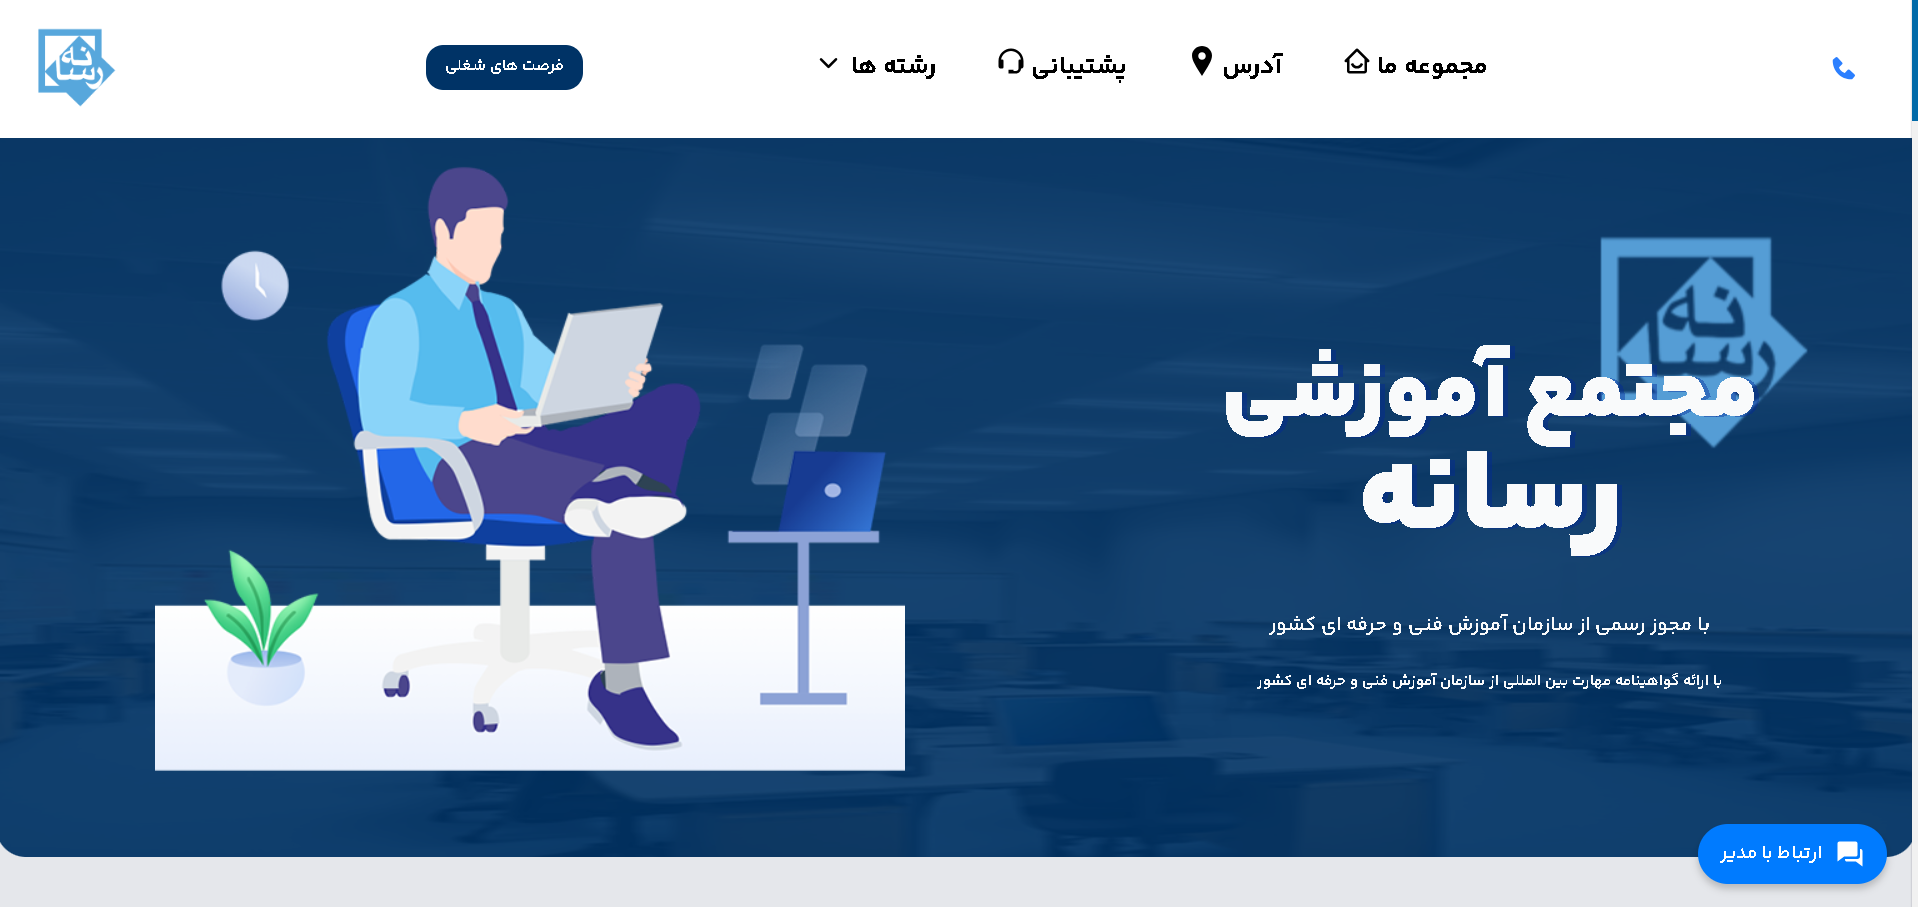 مجموعه ما
آدرس
پشتیبانی
رشته ها
فرصت های شغلی
رسانه
رسانه
مجتمع آموزشی
رسانه
با مجوز رسمی از سازمان آموزش فنی و حرفه ای کشور
با ارائه گواهینامه مهارت بین المللی از سازمان آموزش فنی و حرفه ای کشور
ارتباط با مدیر